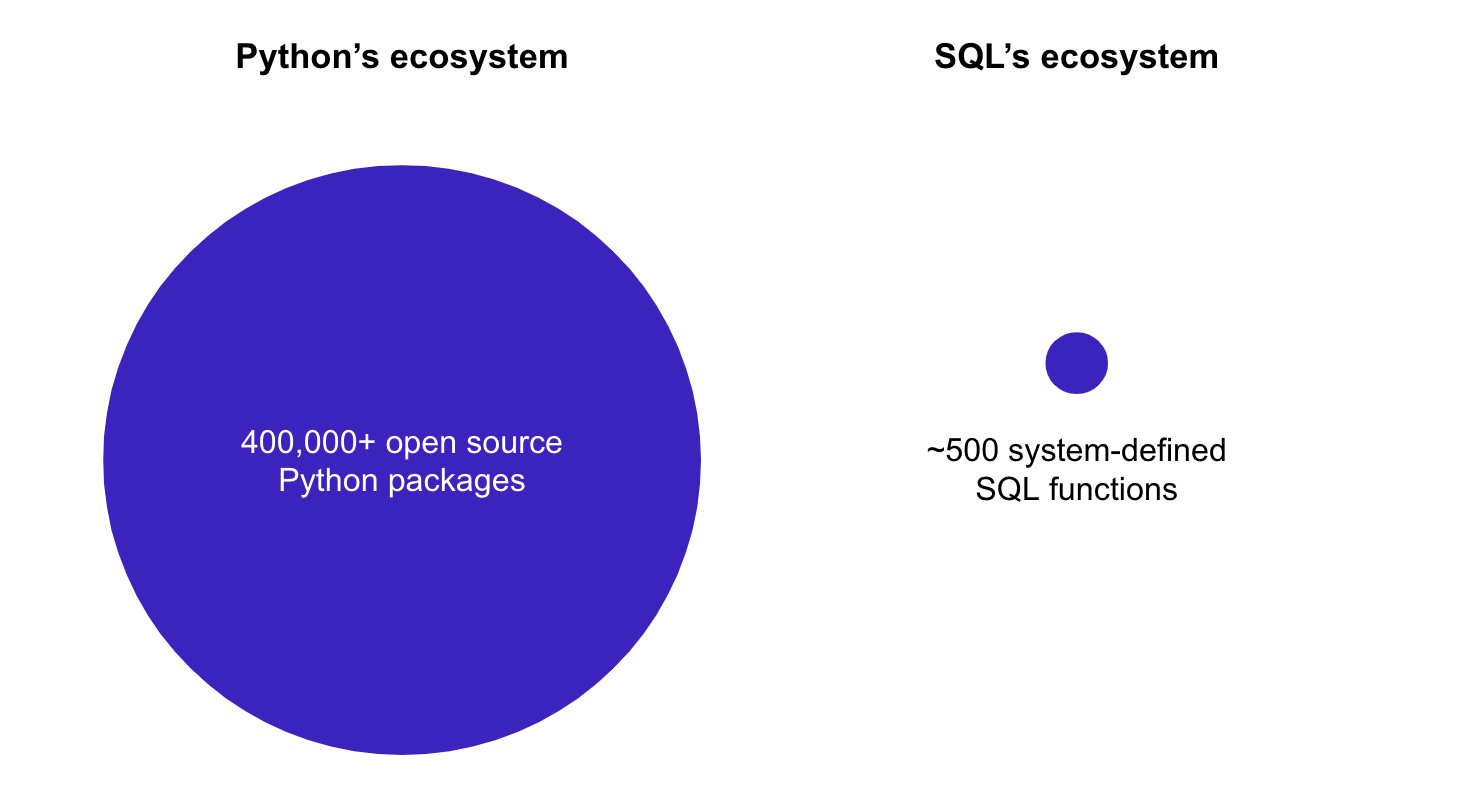 Python’s ecosystem
SQL’s ecosystem
400,000+ open source
Python packages
~500 system-defined
SQL functions